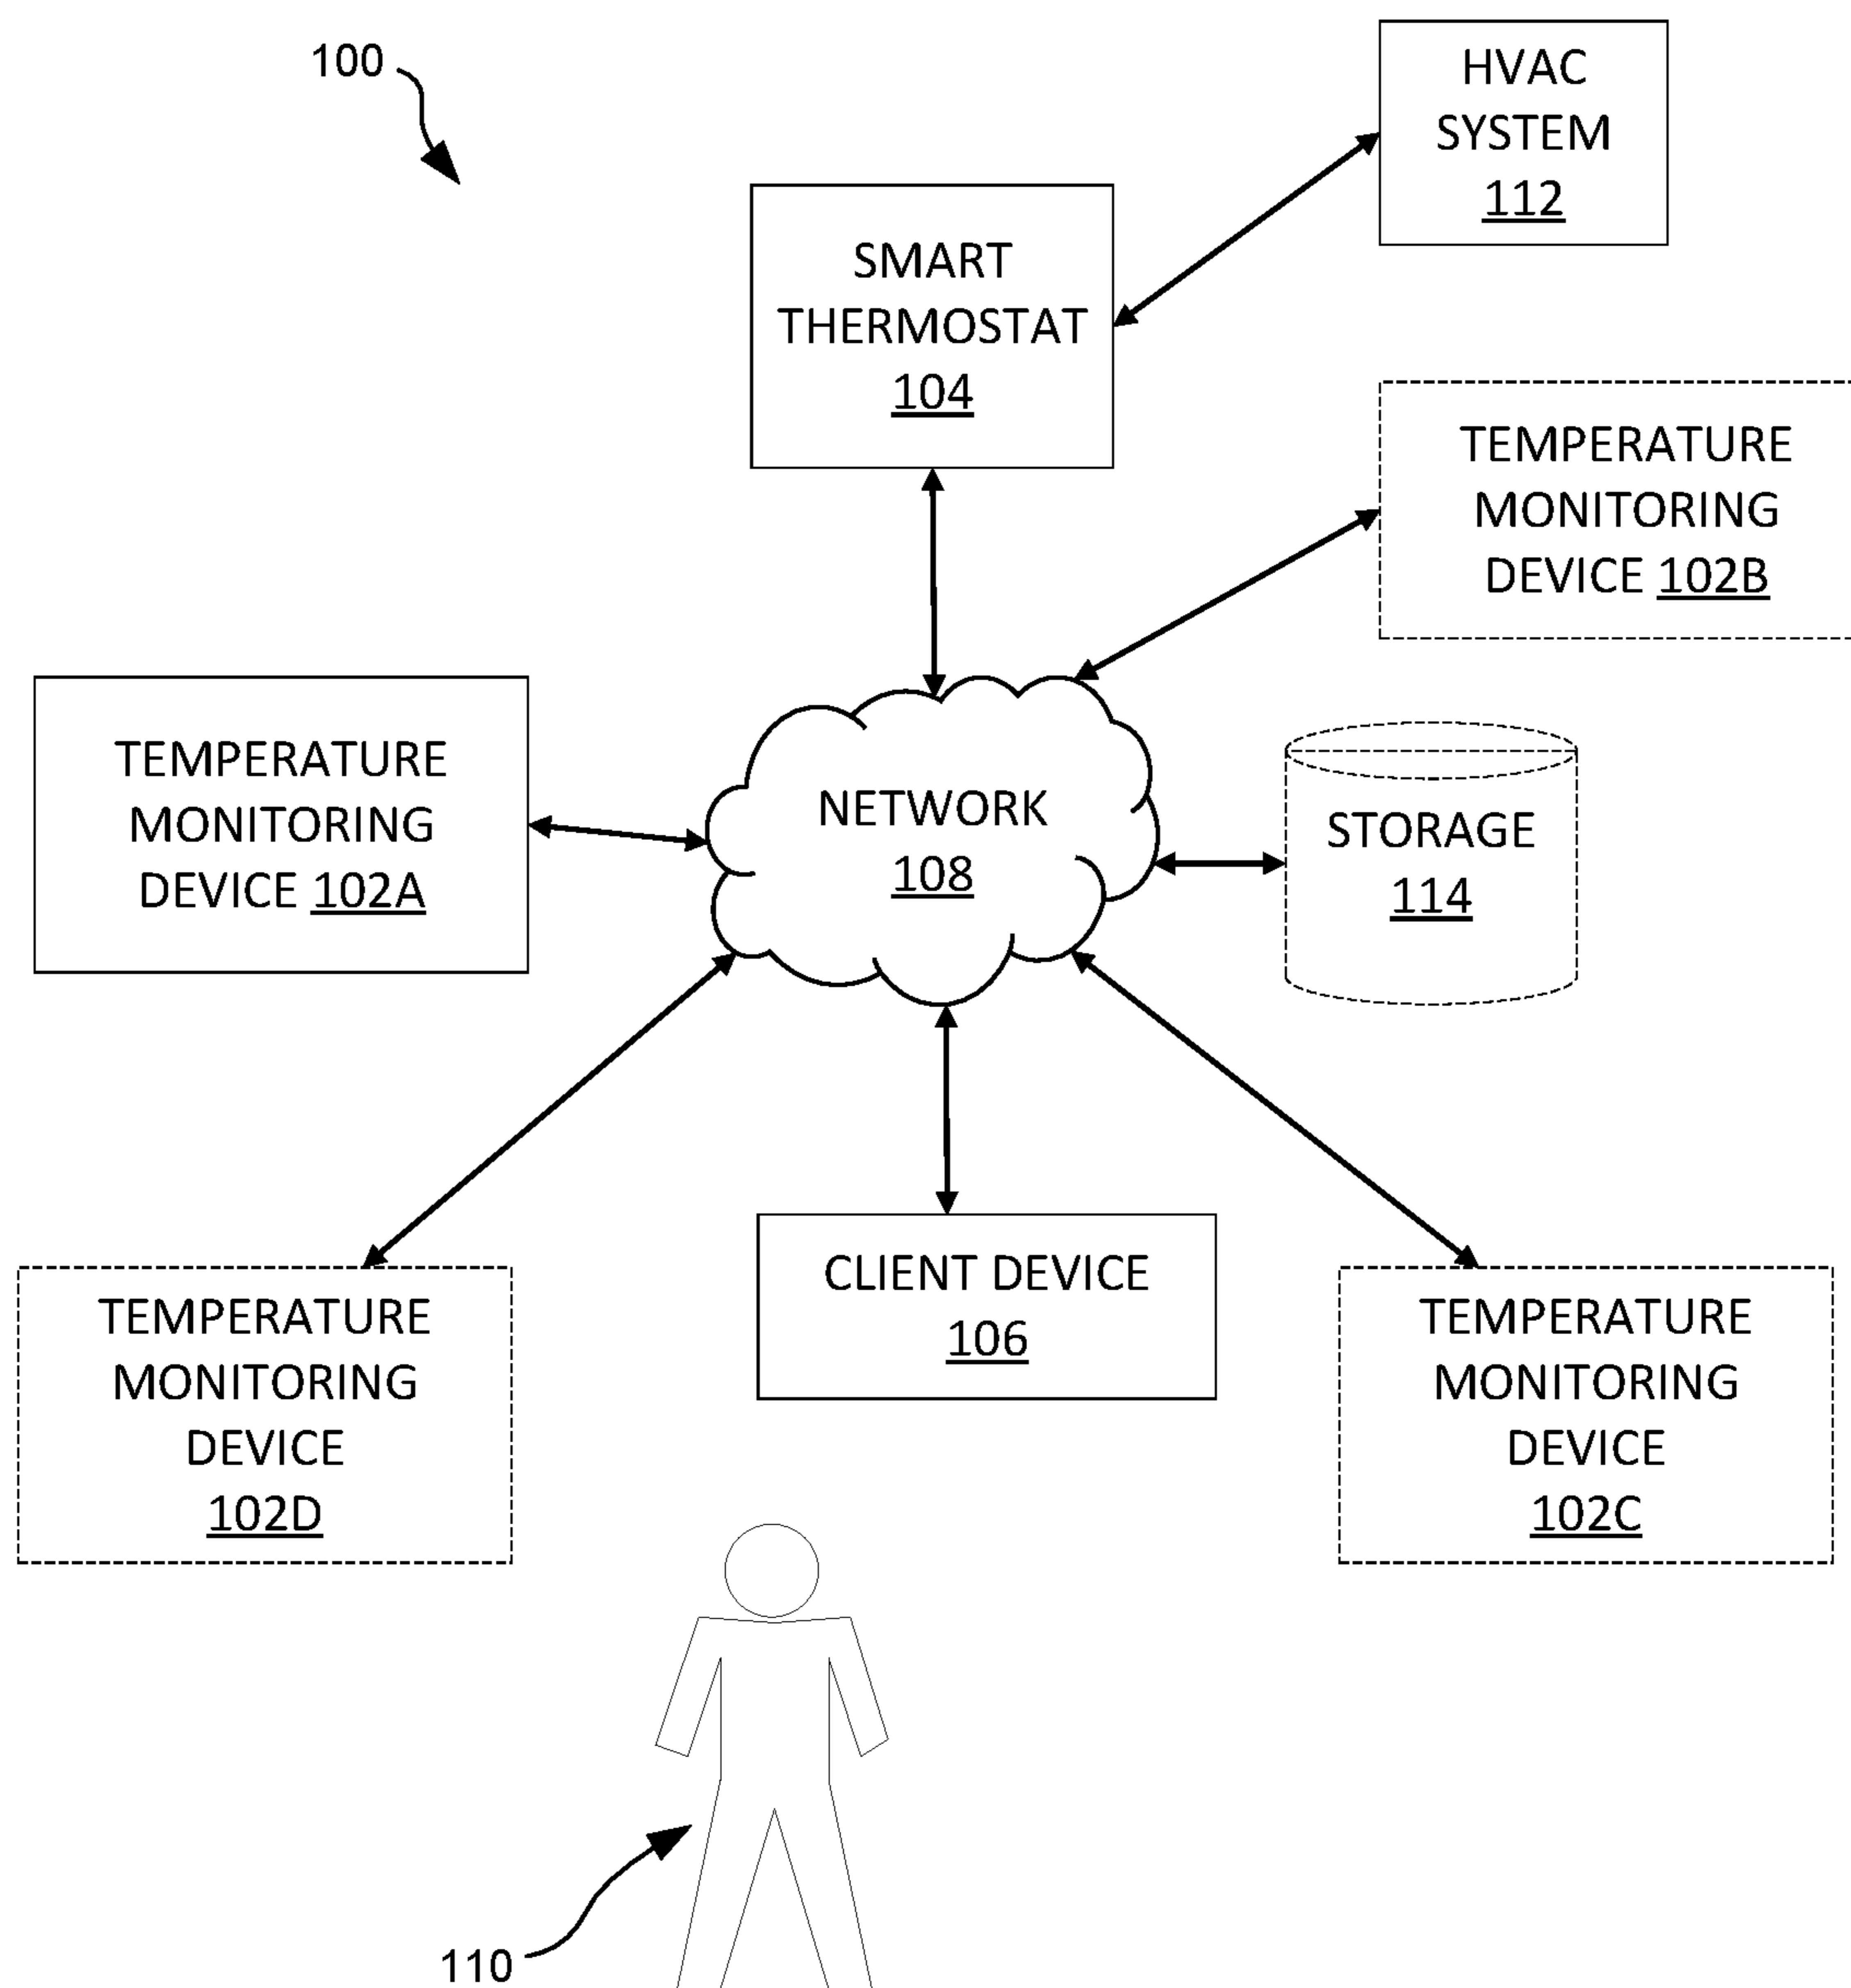 100
HVAC
SYSTEM
112
SMART
THERMOSTAT
104
TEMPERATURE
MONITORING
DEVICE 102B
TEMPERATURE
MONITORING
DEVICE 102A
NETWORK
108
STORAGE
114
CLIENT DEVICE
106
TEMPERATURE
MONITORING
DEVICE
102D
TEMPERATURE
MONITORING
DEVICE
102C
110